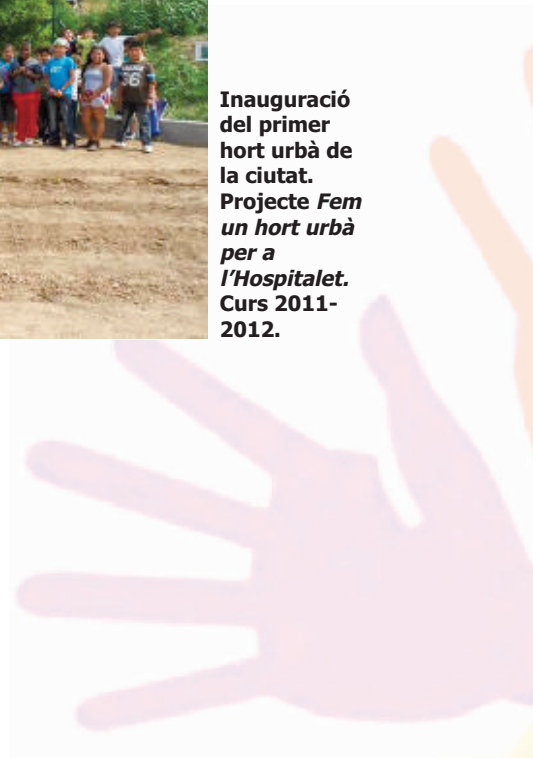 Inauguració
del primer
hort urbà de
la ciutat.
Projecte Fem
un hort urbà
per a
l’Hospitalet.
Curs 2011-
2012.